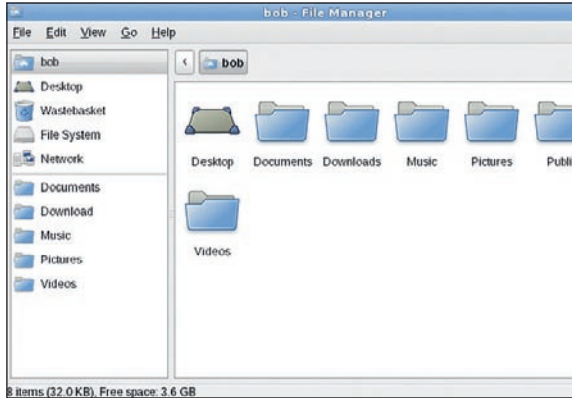 bob - File Manager
File Edit View Go Help
bob
bob
Desktop
Wastebasket
File System
Network
Documents
Download
Music
Pictures
Videos
Desktop Documents Downloads Music Pictures Publi
Videos
8 items (32.0 KB), Free space: 3.6 GB